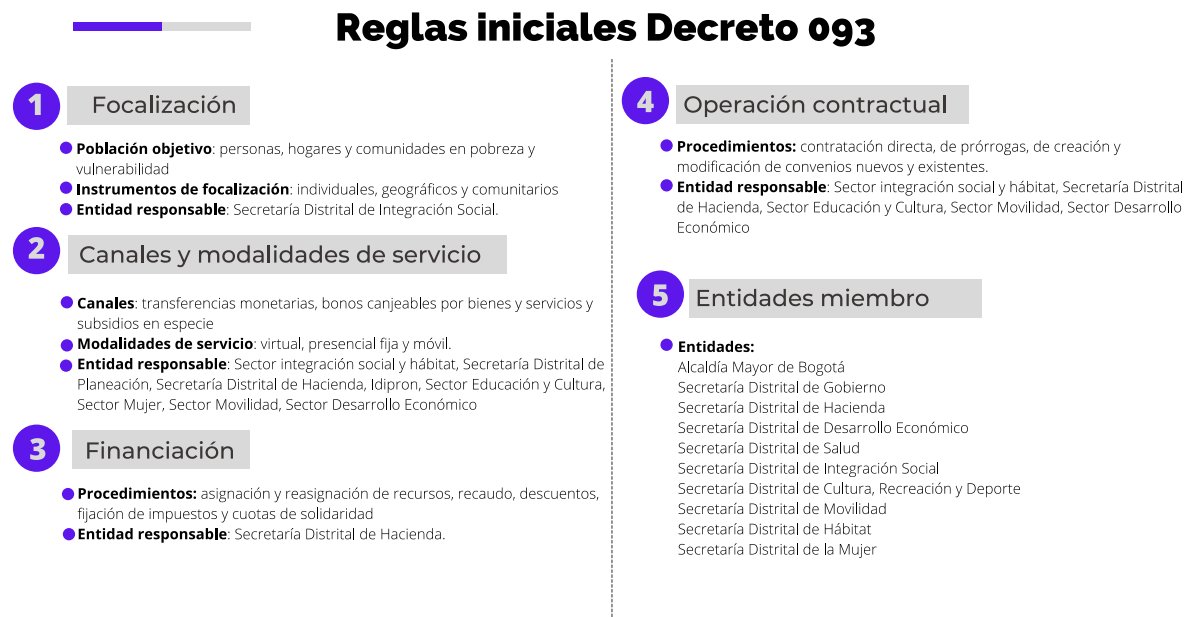 Reglas iniciales Decreto 093
1
Focalización
Población objetivo: personas, hogares y comunidades en pobreza y
vulnerabilidad
Instrumentos de focalización: individuales, geográficos y comunitarios
Entidad responsable: Secretaría Distrital de Integración Social.
2
Canales y modalidades de servicio
Canales: transferencias monetarias, bonos canjeables por bienes y servicios y
subsidios en especie
Modalidades de servicio: virtual, presencial fija y móvil.
Entidad responsable: Sector integración social y hábitat, Secretaría Distrital de
Planeación, Secretaría Distrital de Hacienda, Idipron, Sector Educación y Cultura,
Sector Mujer, Sector Movilidad, Sector Desarrollo Económico
3
Financiación
Procedimientos: asignación y reasignación de recursos, recaudo, descuentos,
fijación de impuestos y cuotas de solidaridad
Entidad responsable: Secretaría Distrital de Hacienda.
4
Operación contractual
Procedimientos: contratación directa, de prórrogas, de creación y
modificación de convenios nuevos y existentes.
Entidad responsable: Sector integración social y hábitat, Secretaría Distrital
de Hacienda, Sector Educación y Cultura, Sector Movilidad, Sector Desarrollo
Económico
5
Entidades miembro
Entidades:
Alcaldía Mayor de Bogotá
Secretaría Distrital de Gobierno
Secretaría Distrital de Hacienda
Secretaría Distrital de Desarrollo Económico
Secretaría Distrital de Salud
Secretaría Distrital de Integración Social
Secretaría Distrital de Cultura, Recreación y Deporte
Secretaría Distrital de Movilidad
Secretaría Distrital de Hábitat
Secretaría Distrital de la Mujer